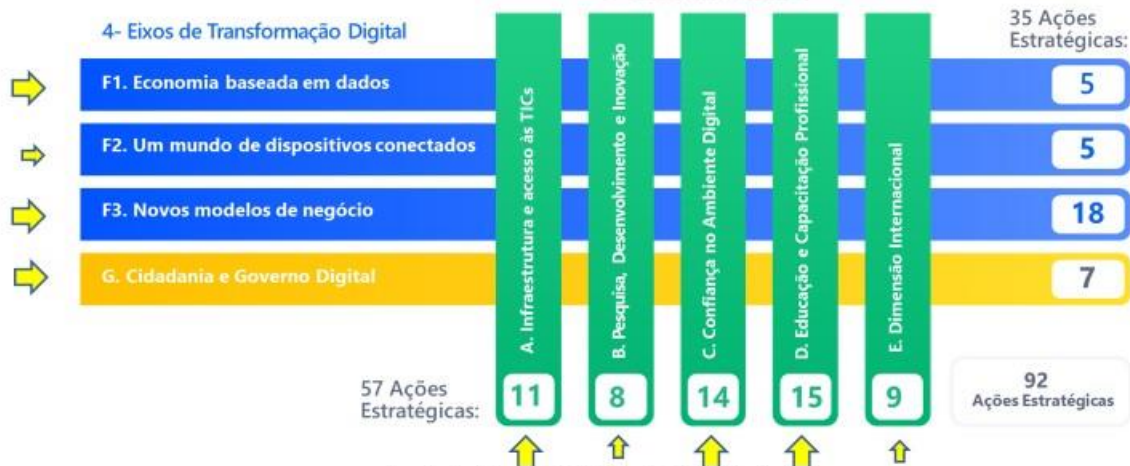 4- Eixos de Transformação Digital
35 Ações
Estratégicas:
F1. Economia baseada em dados
5
F2. Um mundo de dispositivos conectados
5
F3. Novos modelos de negócio
18
G. Cidadania e Governo Digital
7
A. Infraestrutura e acesso às TICs
B. Pesquisa, Desenvolvimento e Inovação
C. Confiança no Ambiente Digital
D. Educação e Capacitação Profissional
E. Dimensão Internacional
57 Ações
Estratégicas:
11
8
14
15
9
92
Ações Estratégicas